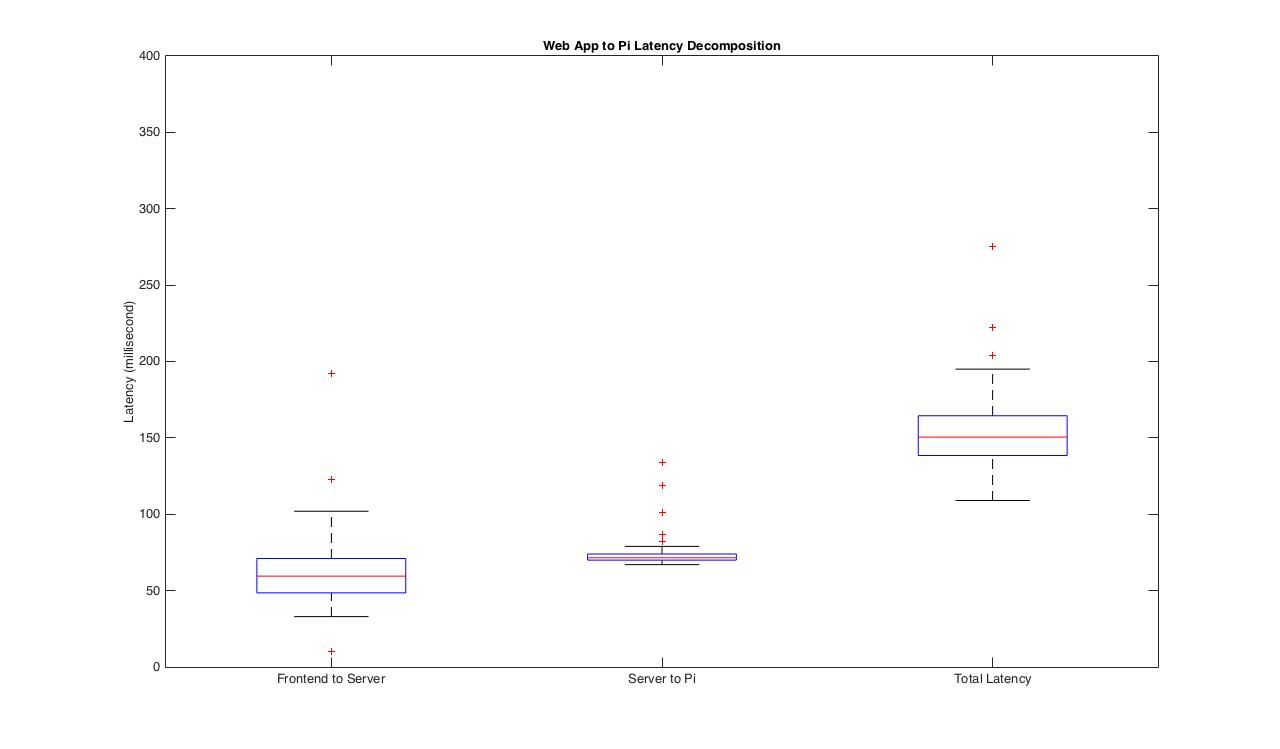 Web App to Pi Latency Decomposition
400
350
300
250
200
150
100
50
0
Latency (millisecond)
Frontend to Server
Server to Pi
Total Latency